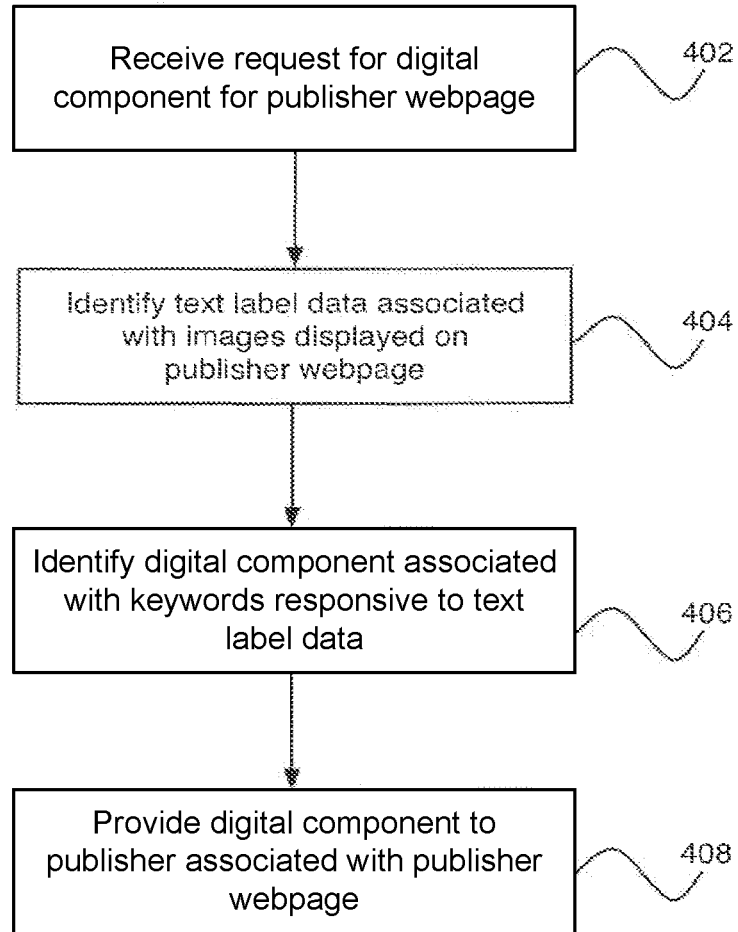 Receive request for digital
component for publisher webpage
402
Identify text label data associated
with images displayed on
publisher webpage
404
Identify digital component associated
with keywords responsive to text
label data
406
Provide digital component to
publisher associated with publisher
webpage
408